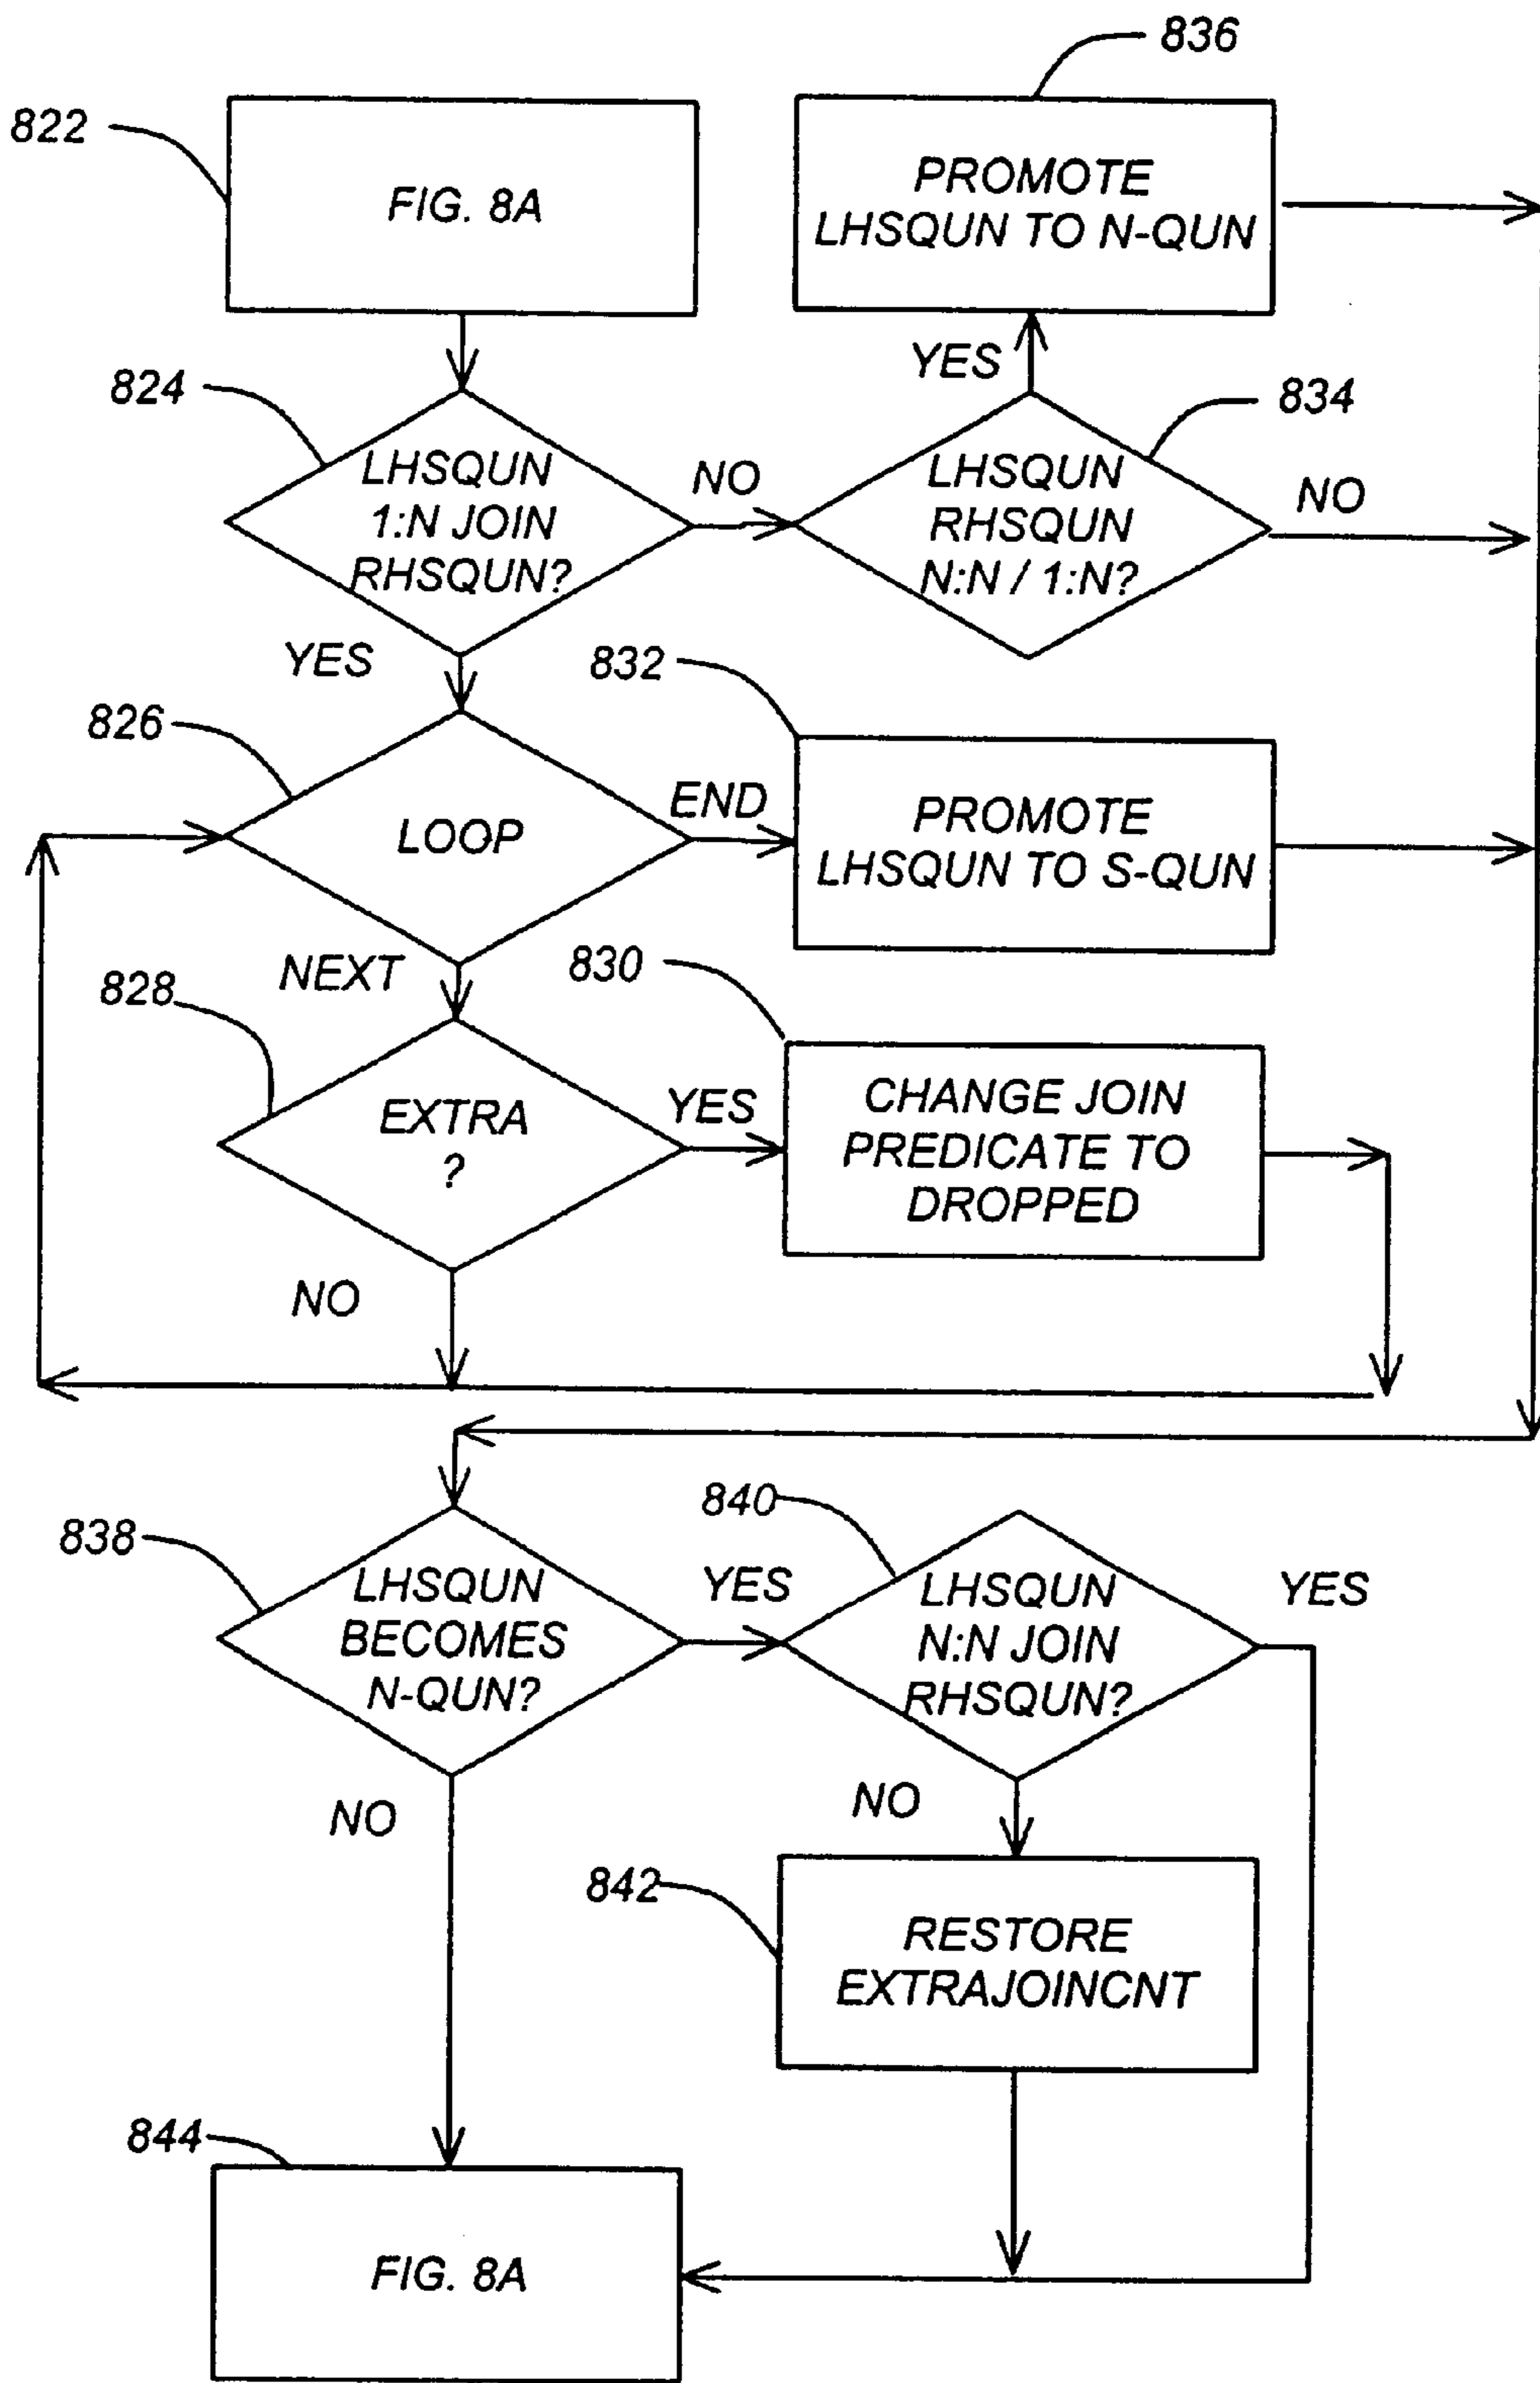 836
822
FIG. 8A
PROMOTE
LHSQUN TO N-QUN
YES
824
834
LHSQUN
1:N JOIN
RHSQUN?
NO
LHSQUN
RHSQUN
N:N / 1:N?
NO
YES
832
826
LOOP
END
PROMOTE
LHSQUN TO S-QUN
NEXT
830
828
EXTRA
?
YES
CHANGE JOIN
PREDICATE TO
DROPPED
NO
840
838
LHSQUN
BECOMES
N-QUN?
YES
LHSQUN
N:N JOIN
RHSQUN?
YES
NO
NO
842
RESTORE
EXTRAJOINCNT
844
FIG. 8A